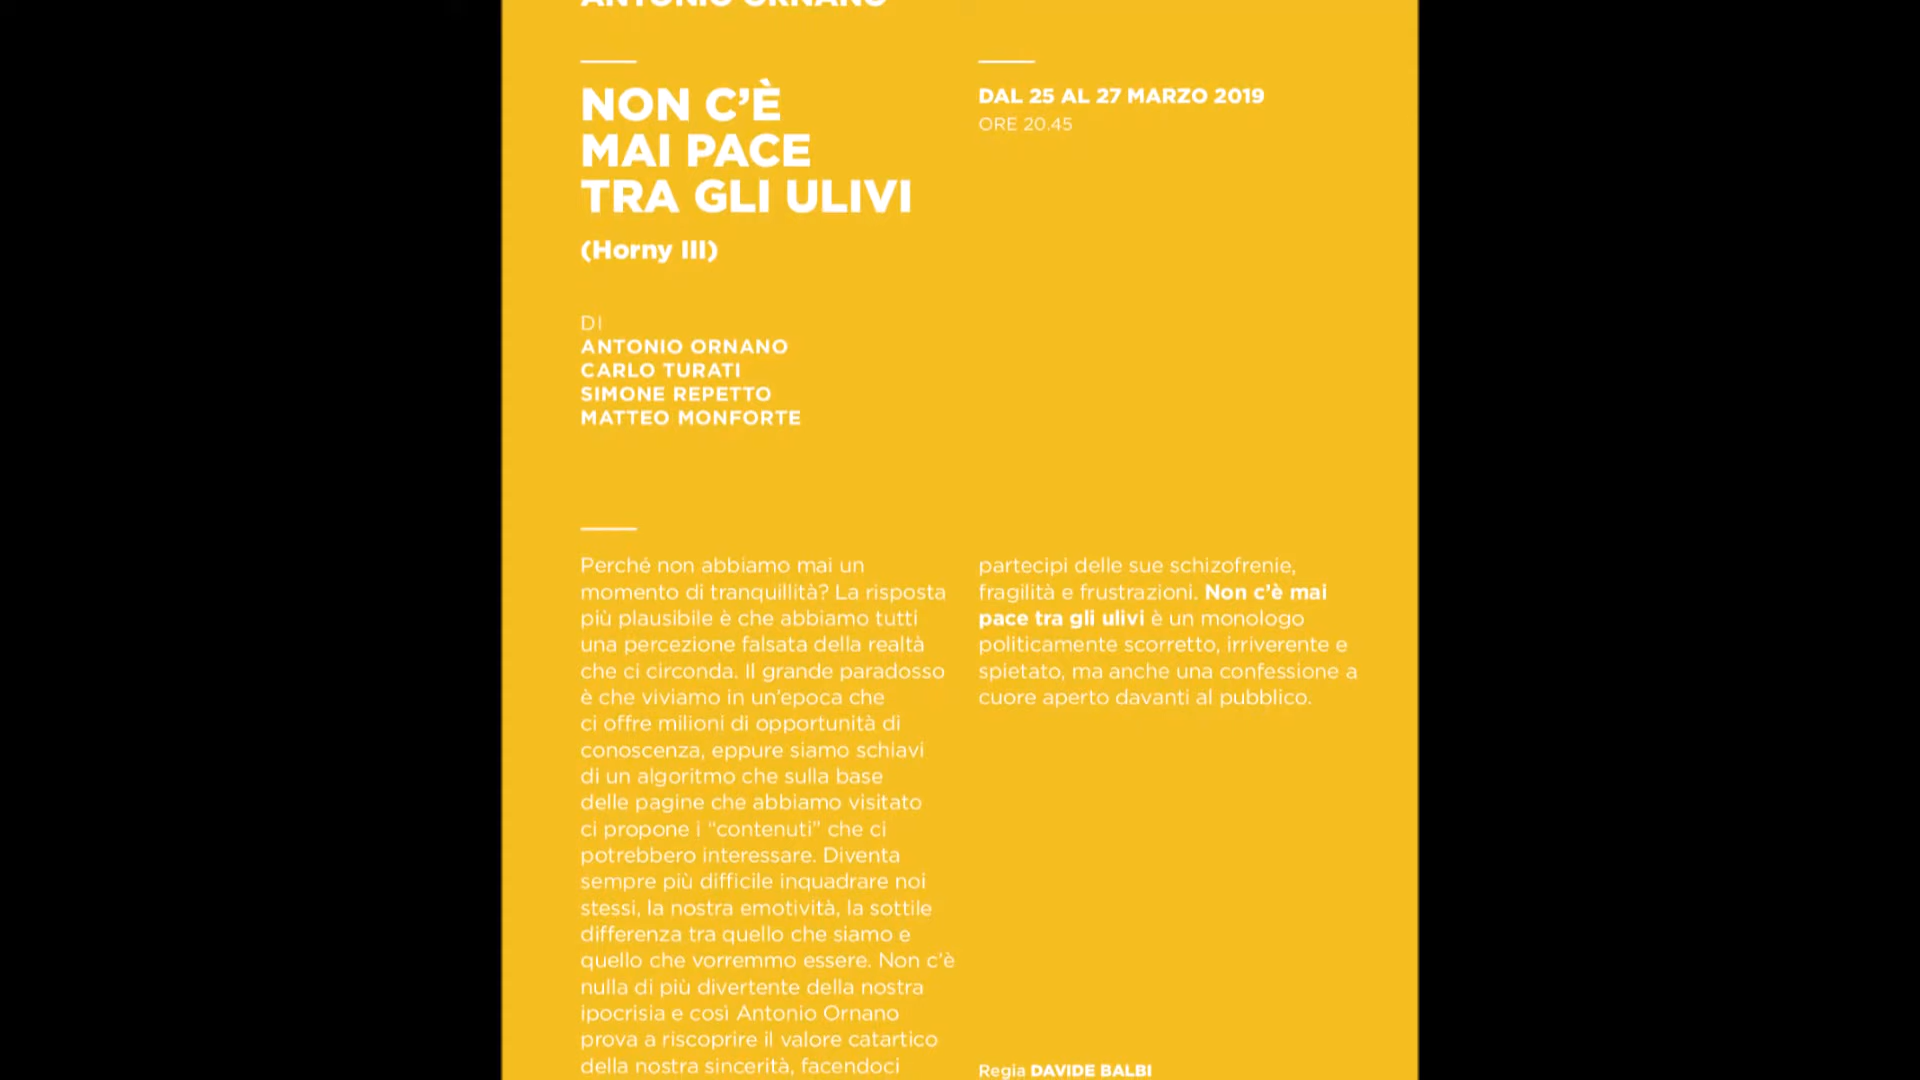 ANTONIO ORNANO
NON C’È
MAI PACE
TRA GLI ULIVI
(Horny III)
DAL 25 AL 27 MARZO 2019
ORE 20.45
DI
ANTONIO ORNANO
CARLO TURATI
SIMONE REPETTO
MATTEO MONFORTE
Perché non abbiamo mai un
momento di tranquillità? La risposta
più plausibile è che abbiamo tutti
una percezione falsata della realtà
che ci circonda. Il grande paradosso
è che viviamo in un’epoca che
ci offre milioni di opportunità di
conoscenza, eppure siamo schiavi
di un algoritmo che sulla base
delle pagine che abbiamo visitato
ci propone i “contenuti” che ci
potrebbero interessare. Diventa
sempre più difficile inquadrare noi
stessi, la nostra emotività, la sottile
differenza tra quello che siamo e
quello che vorremmo essere. Non c’è
nulla di più divertente della nostra
ipocrisia e così Antonio Ornano
prova a riscoprire il valore catartico
della nostra sincerità, facendoci
partecipi delle sue schizofrenie,
fragilità e frustrazioni. Non c’è mai
pace tra gli ulivi è un monologo
politicamente scorretto, irriverente e
spietato, ma anche una confessione a
cuore aperto davanti al pubblico.
Regia DAVIDE BALBI